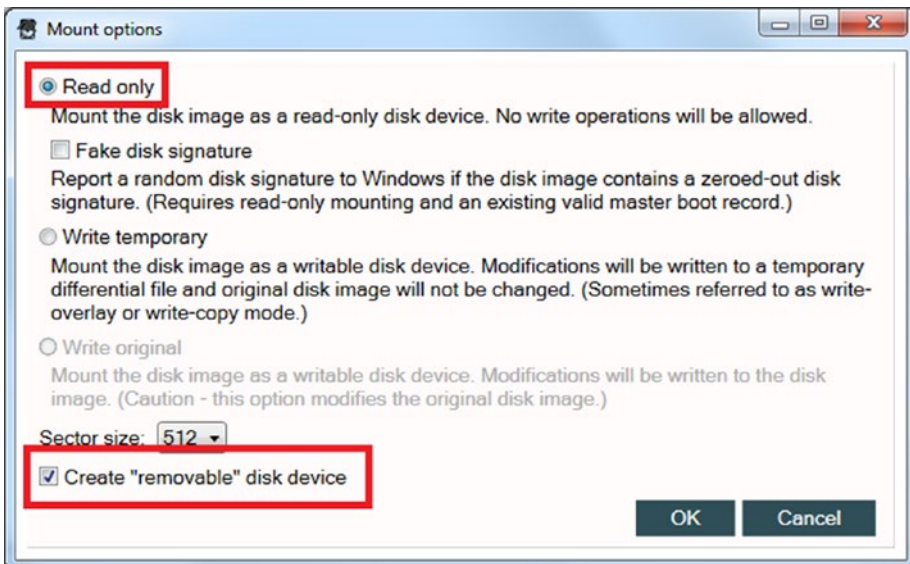 Mount options
Read only
Mount the disk image as a read-only disk device. No write operations will be allowed.
Fake disk signature
Report a random disk signature to Windows if the disk image contains a zeroed-out disk
signature. (Requires read-only mounting and an existing valid master boot record.)
Write temporary
Mount the disk image as a writable disk device. Modifications will be written to a temporary
differential file and original disk image will not be changed. (Sometimes referred to as write-
overlay or write-copy mode.)
Write original
Mount the disk image as a writable disk device. Modifications will be written to the disk
image. (Caution - this option modifies the original disk image.)
Sector size: 512
Create "removable" disk device
OK Cancel